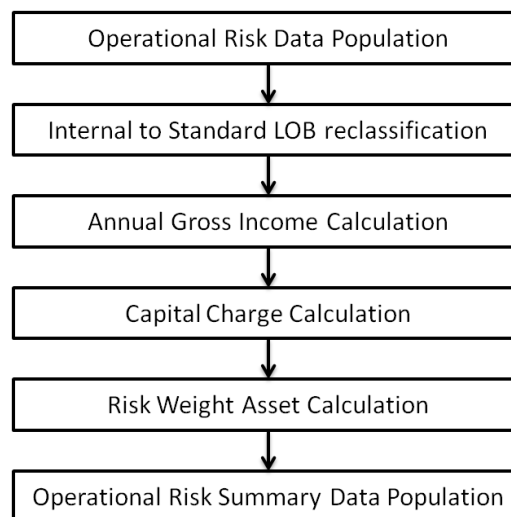 Operational Risk Data Population
Internal to Standard LOB reclassification
Annual Gross Income Calculation
Capital Charge Calculation
Risk Weight Asset Calculation
Operational Risk Summary Data Population